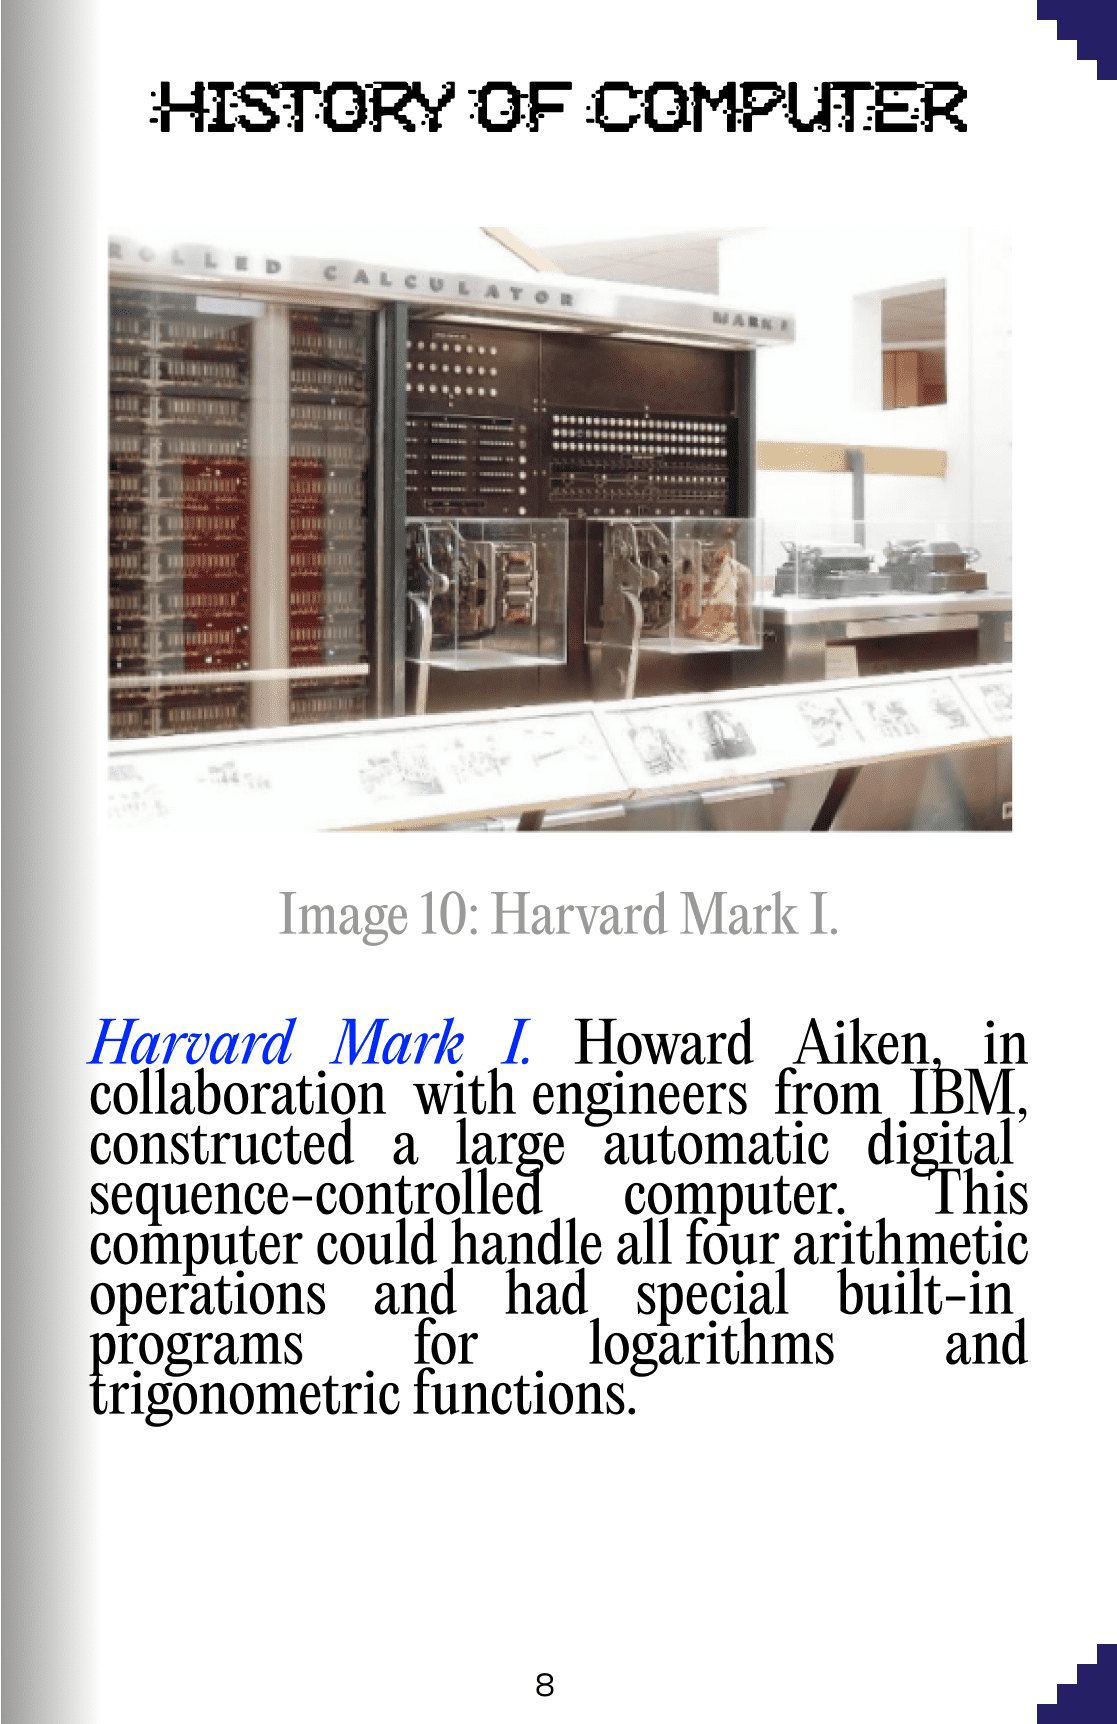 HISTORY OF COMPUTER
ROLLED CALCULATOR
MARK I
Image 10: Harvard Mark I.
Harvard Mark I. Howard Aiken, in
collaboration with engineers from IBM,
constructed a large automatic digital
sequence-controlled computer. This
computer could handle all four arithmetic
operations and had special built-in
programs for logarithms and
trigonometric functions.
8